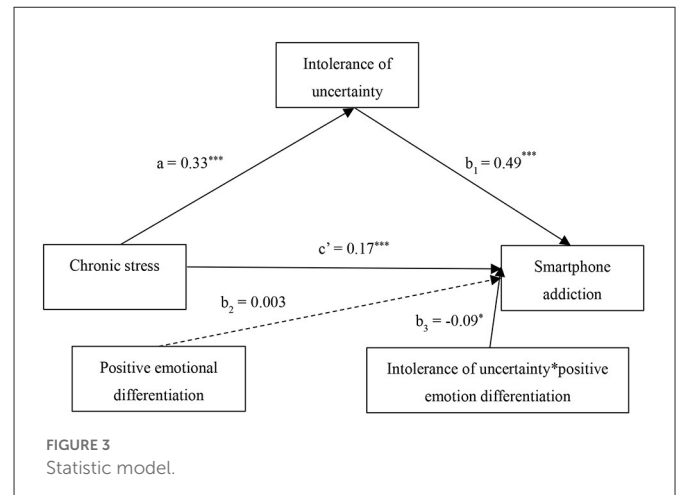 Intolerance of
uncertainty
a = 0.33***
b1 = 0.49***
Chronic stress
c' = 0.17***
Smartphone
addiction
b2 = 0.003
b3 = -0.09*
Positive emotional
differentiation
Intolerance of uncertainty*positive
emotion differentiation
FIGURE 3
Statistic model.